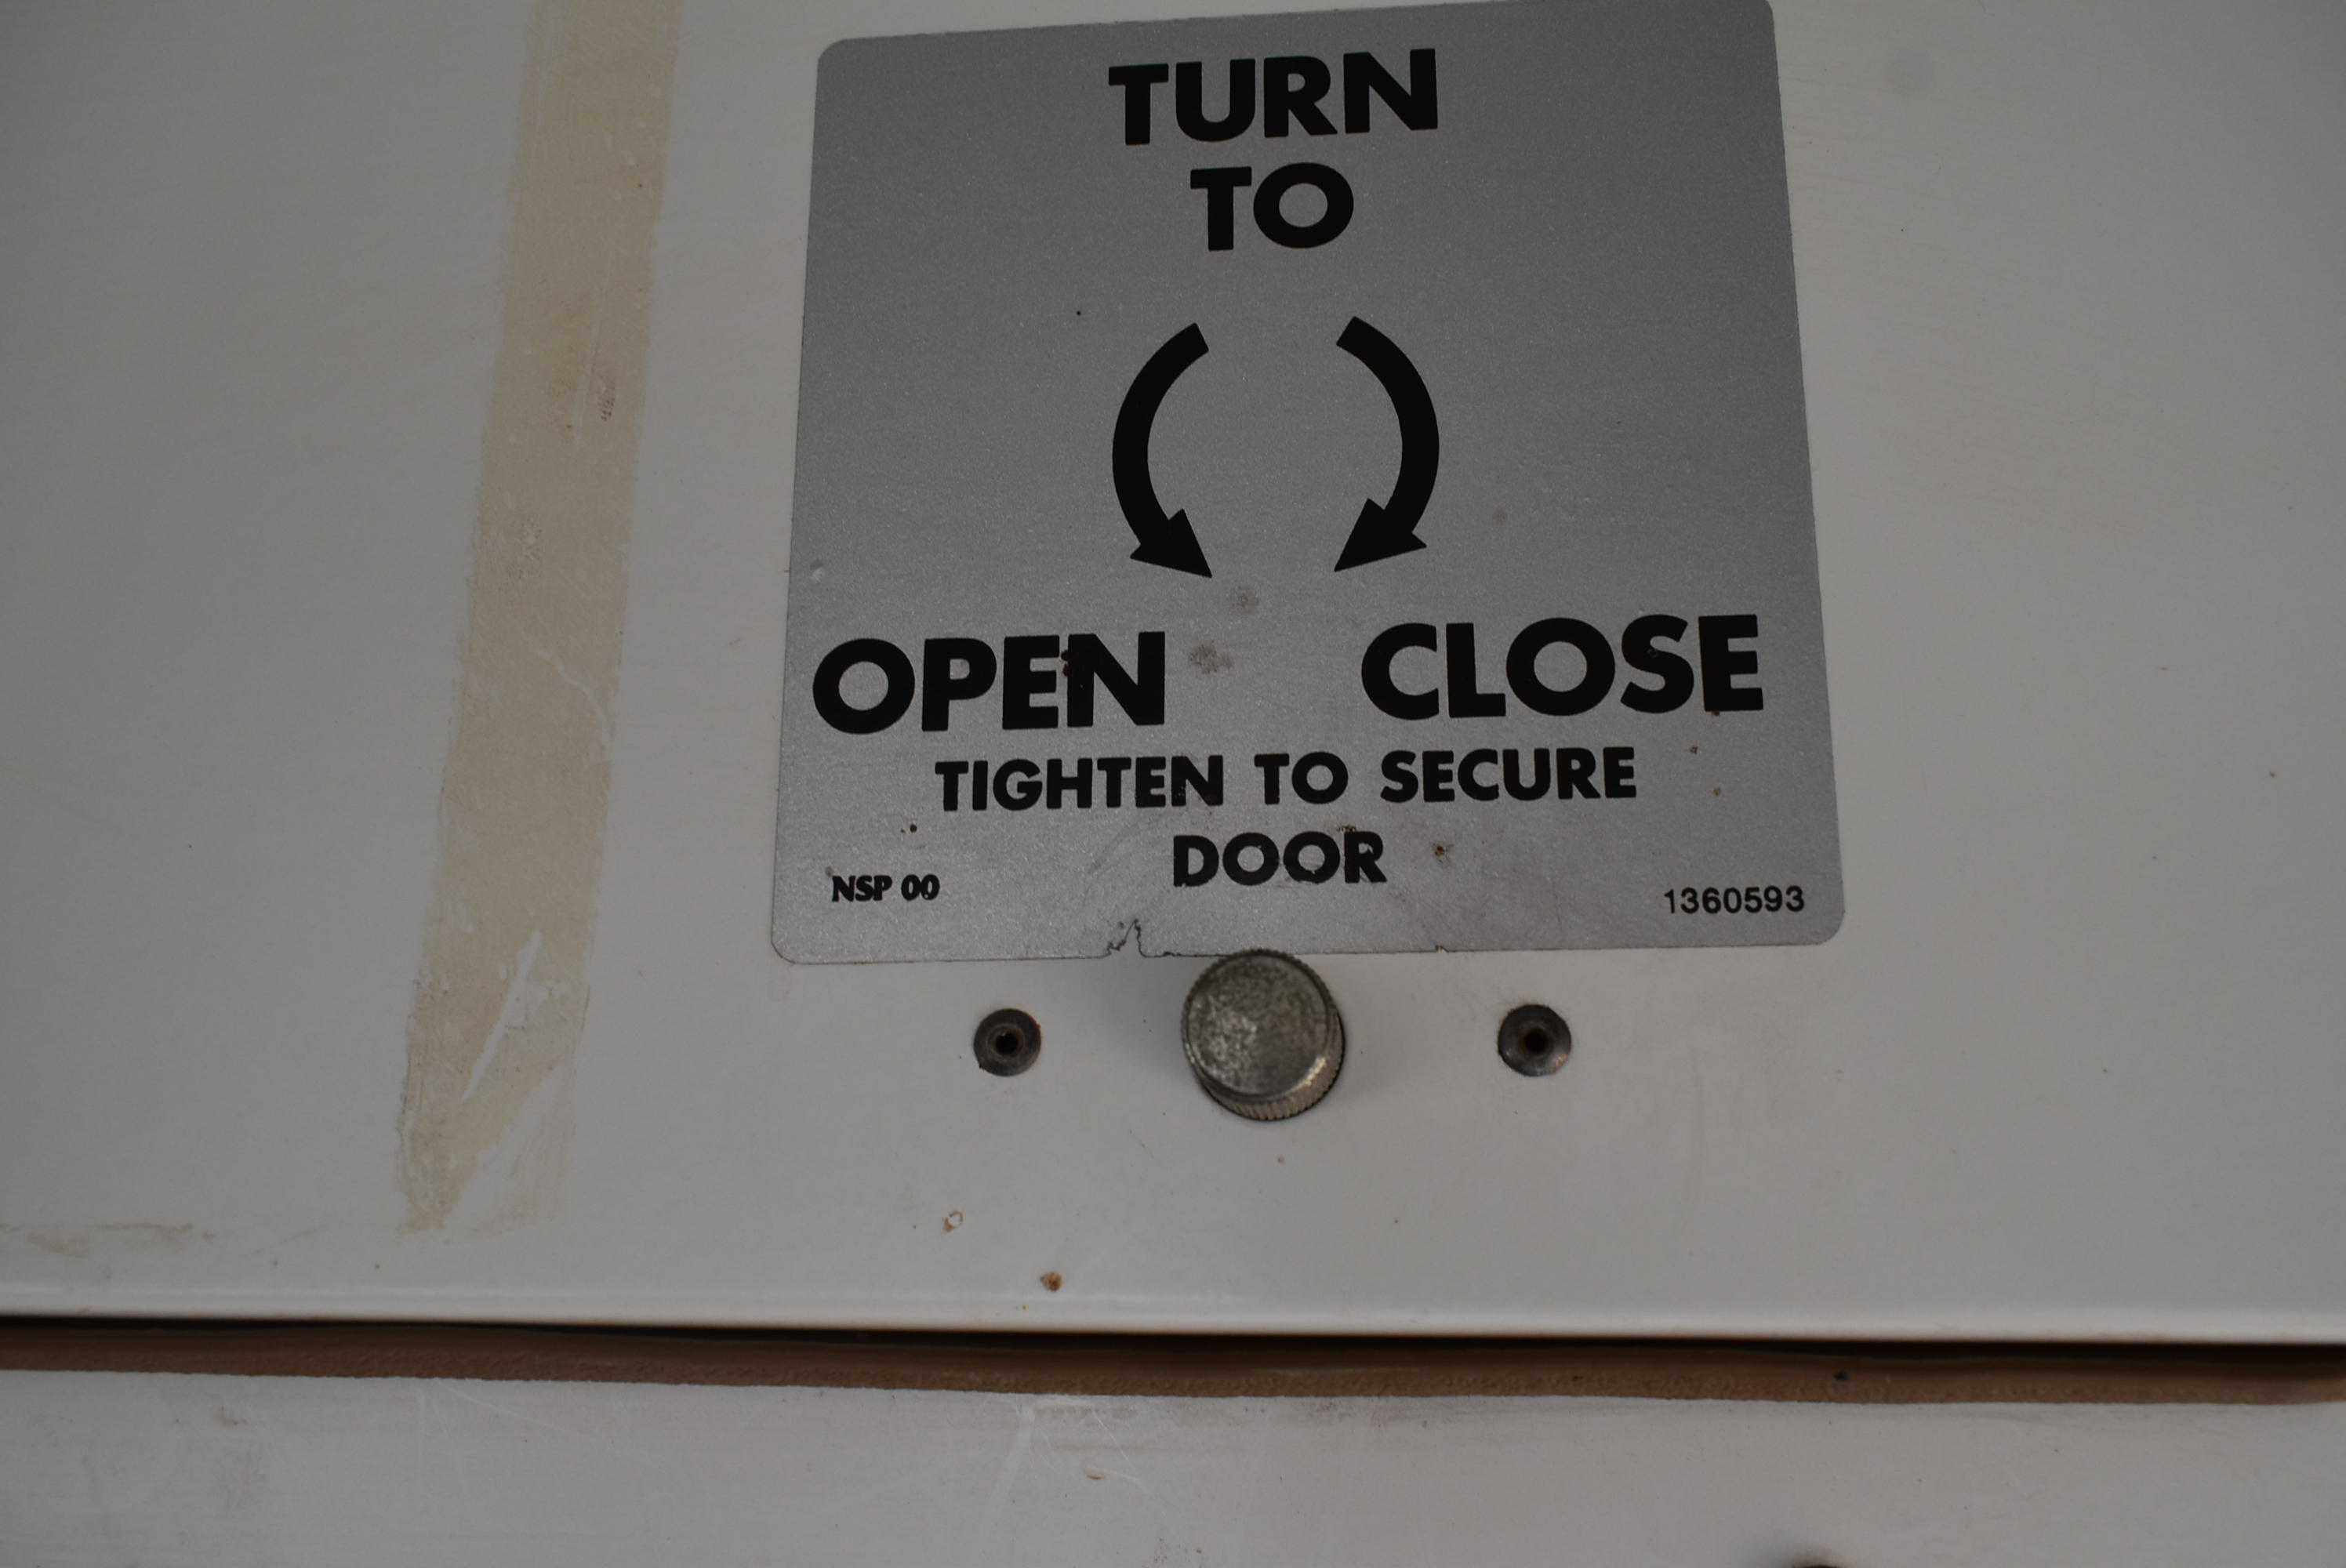 TURN
TO
OPEN CLOSE
TIGHTEN TO SECURE
DOOR
NSP 00 1360593